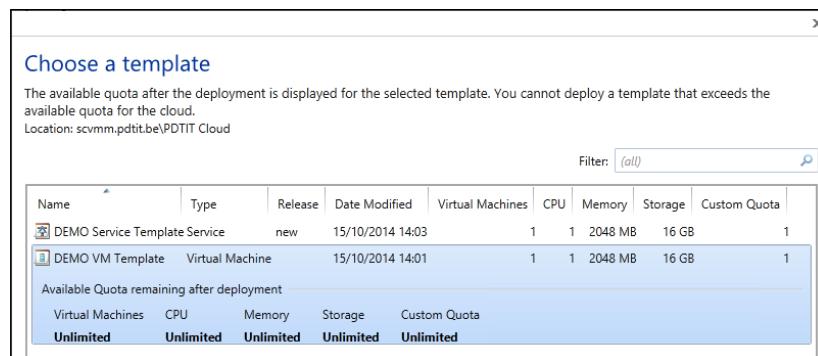 x
Choose a template
The available quota after the deployment is displayed for the selected template. You cannot deploy a template that exceeds the
available quota for the cloud.
Location: scvmm.pdtit.be\PDTIT Cloud
Filter: (all)
Name Type Release Date Modified Virtual Machines CPU Memory Storage Custom Quota
DEMO Service Template Service new 15/10/2014 14:03 1 1 2048 MB 16 GB 1
DEMO VM Template Virtual Machine 15/10/2014 14:01 1 1 2048 MB 16 GB 1
Available Quota remaining after deployment
Virtual Machines CPU Memory Storage Custom Quota
Unlimited Unlimited Unlimited Unlimited Unlimited